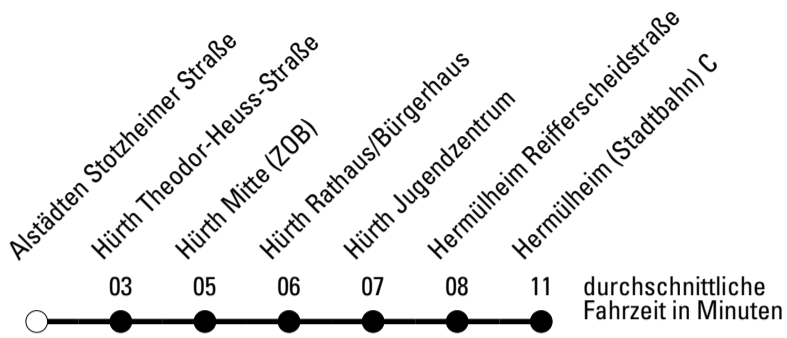 Alstädten Stotzheimer Straße
Hürth Theodor-Heuss-Straße
Hürth Mitte (ZOB)
Hürth Rathaus/Bürgerhaus
Hürth Jugendzentrum
Hermülheim Reifferscheidstraße
Hermülheim (Stadtbahn) C
03 05 06 07 08 11 durchschnittliche
Fahrzeit in Minuten